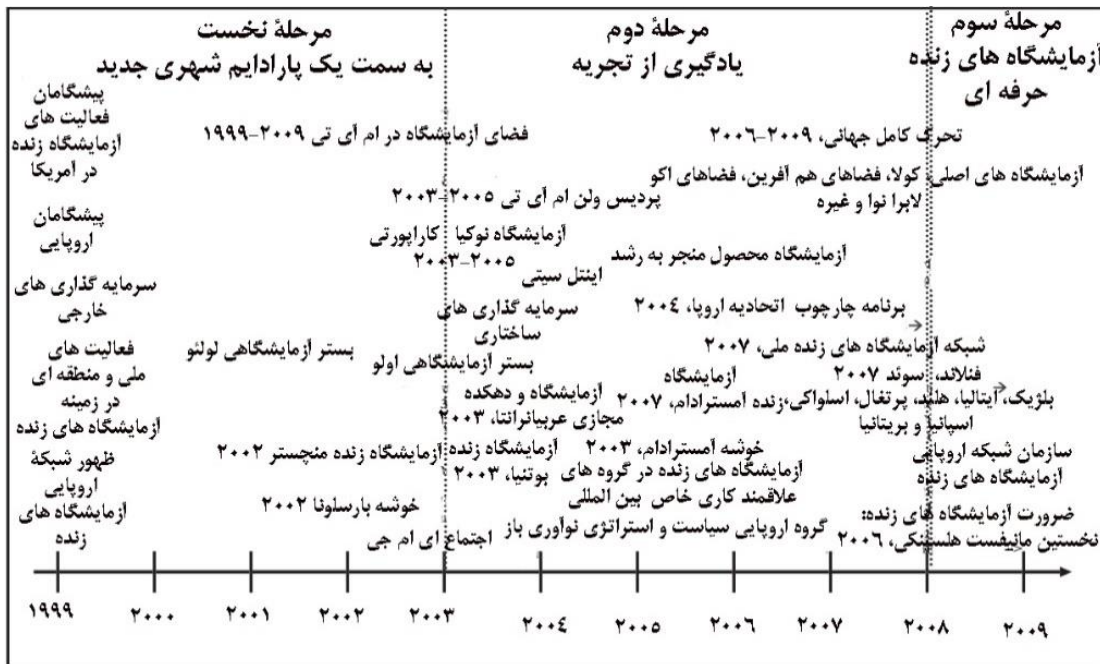 مرحلهٔ نخست
به سمت یک پارادایم شهری جدید
مرحلهٔ دوم
یادگیری از تجریه
مرحلهٔ سوم
آزمایشگاه های زنده
حرفه ای
پیشگامان
فعالیت های
آزمایشگاه زنده
در آمریکا
پیشگامان
اروپایی
سرمایه گذاری های
خارجی
فعالیت های
ملی و منطقه ای
در زمینه
آزمایشگاه های زنده
ظهور شبکهٔ
اروپایی
آزمایشگاه های
زنده
فضای آزمایشگاه در ام آی تی ۲۰۰۹-۱۹۹۹
تحرک کامل جهانی، ۲۰۰۹-۲۰۰۶
آزمایشگاه های اصلی، کولا، فضاهای هم آفرین، فضاهای اکو
لابرا نوا و غیره
پردیس ولن ام آی تی ۲۰۰۵-۲۰۰۳
آزمایشگاه نوکیا کاراپورتی
۲۰۰۵-۲۰۰۳
آزمایشگاه محصول منجر به رشد
اینتل سیتی
سرمایه گذاری های
ساختاری
برنامه چارچوب اتحادیه اروپا، ۲۰۰۴
بستر آزمایشگاهی لولئو
بستر آزمایشگاهی اولو
شبکه آزمایشگاه های زنده ملی، ۲۰۰۷
فنلاند، سوئد ۲۰۰۷
آزمایشگاه
زنده آمسترادام، ۲۰۰۷
بلژیک، ایتالیا، هلند، پرتغال، اسلواکی،
اسپانیا و بریتانیا
آزمایشگاه و دهکده
مجازی عربیانرانتا، ۲۰۰۳
آزمایشگاه زنده منچستر ۲۰۰۲
آزمایشگاه زنده
بوتنیا، ۲۰۰۳
خوشه آمسترادام، ۲۰۰۳
آزمایشگاه های زنده در گروه های
علاقمند کاری خاص بین المللی
سازمان شبکه اروپایی
آزمایشگاه های زنده
خوشه بارسلونا ۲۰۰۲
اجتماع ای ام جی
گروه اروپایی سیاست و استراتژی نوآوری باز
ضرورت آزمایشگاه های زنده:
نخستین مانیفست هلسینکی، ۲۰۰۶
۱۹۹۹
۲۰۰۰
۲۰۰۱
۲۰۰۲
۲۰۰۳
۲۰۰۴
۲۰۰۵
۲۰۰۶
۲۰۰۷
۲۰۰۸
۲۰۰۹